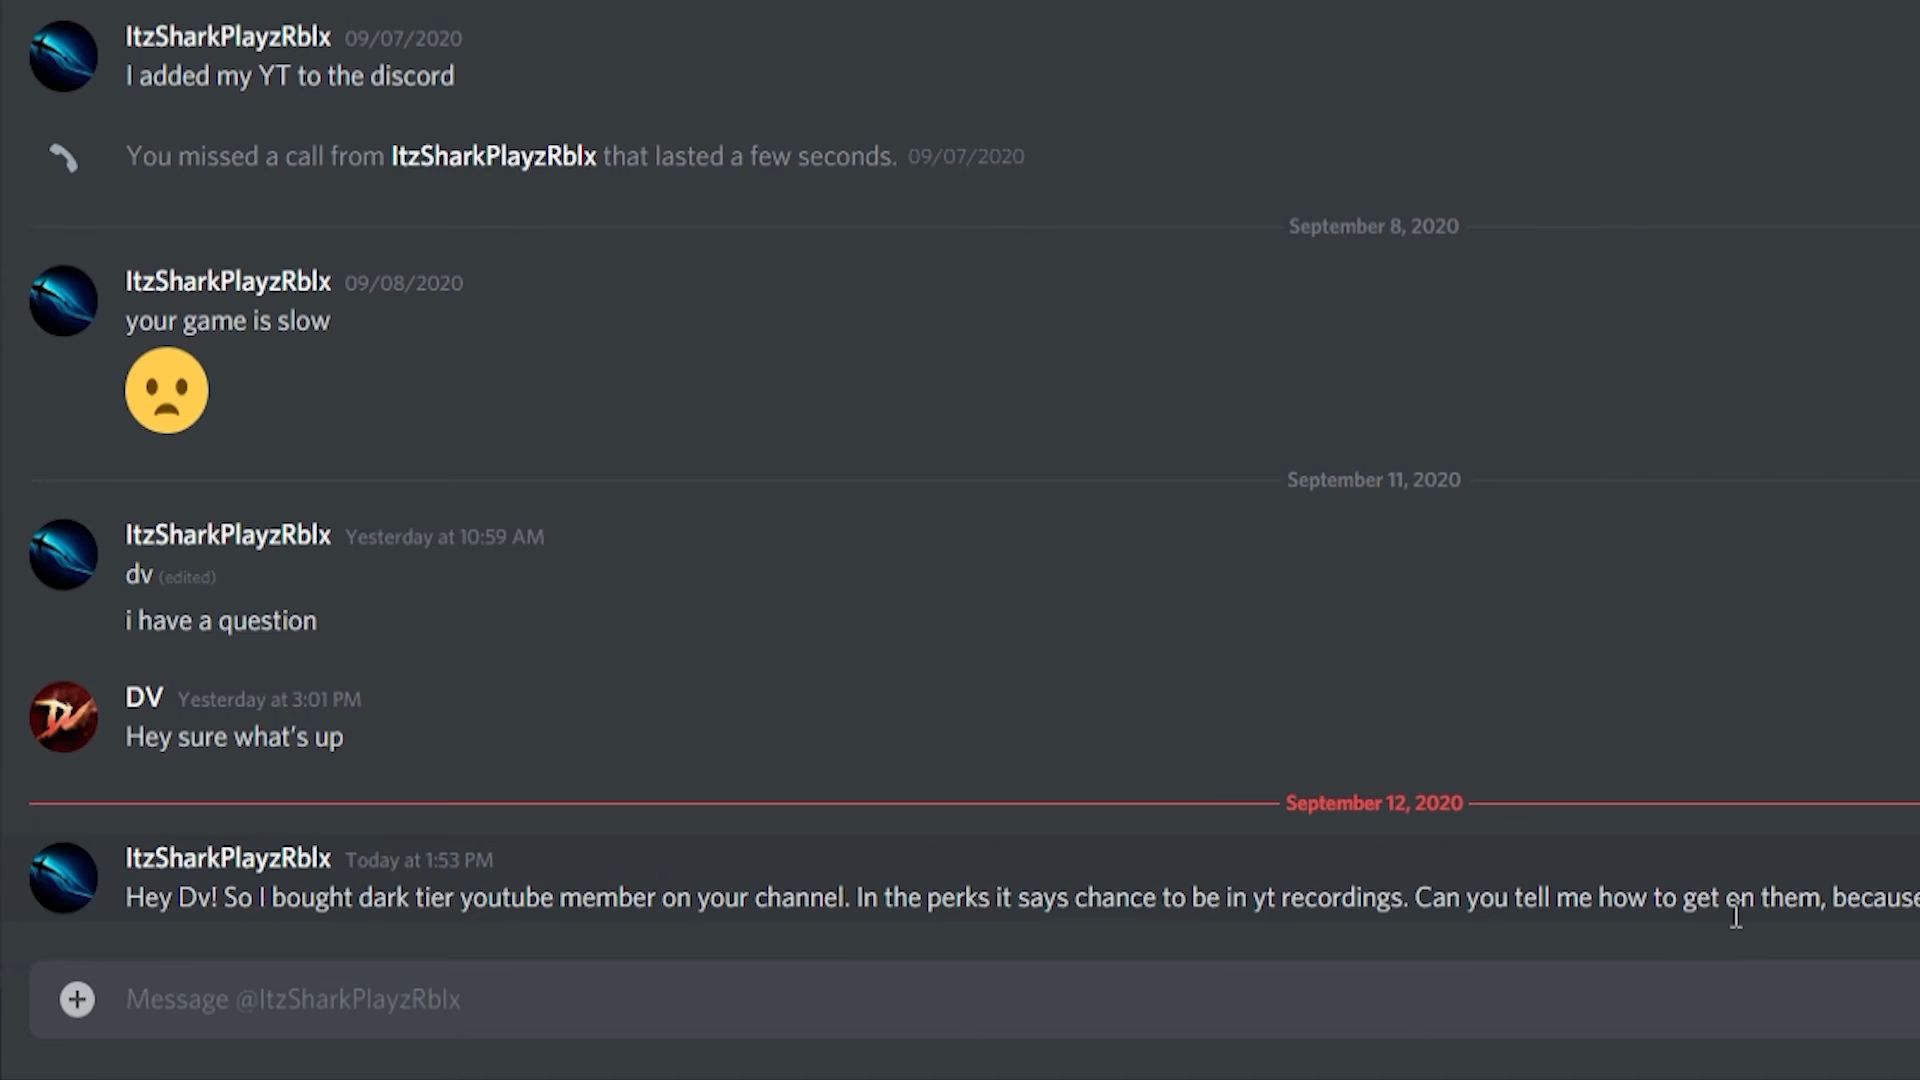 ItzSharkPlayzRblx 09/07/2020
I added my YT to the discord
You missed a call from ItzSharkPlayzRblx that lasted a few seconds. 09/07/2020
September 8, 2020
ItzSharkPlayzRblx 09/08/2020
your game is slow
September 11, 2020
ItzSharkPlayzRblx Yesterday at 10:59 AM
dv (edited)
i have a question
DV
DV Yesterday at 3:01 PM
Hey sure what's up
September 12, 2020
ItzSharkPlayzRblx Today at 1:53 PM
Hey Dv! So I bought dark tier youtube member on your channel. In the perks it says chance to be in yt recordings. Can you tell me how to get on them, because
Message @ItzSharkPlayzRblx